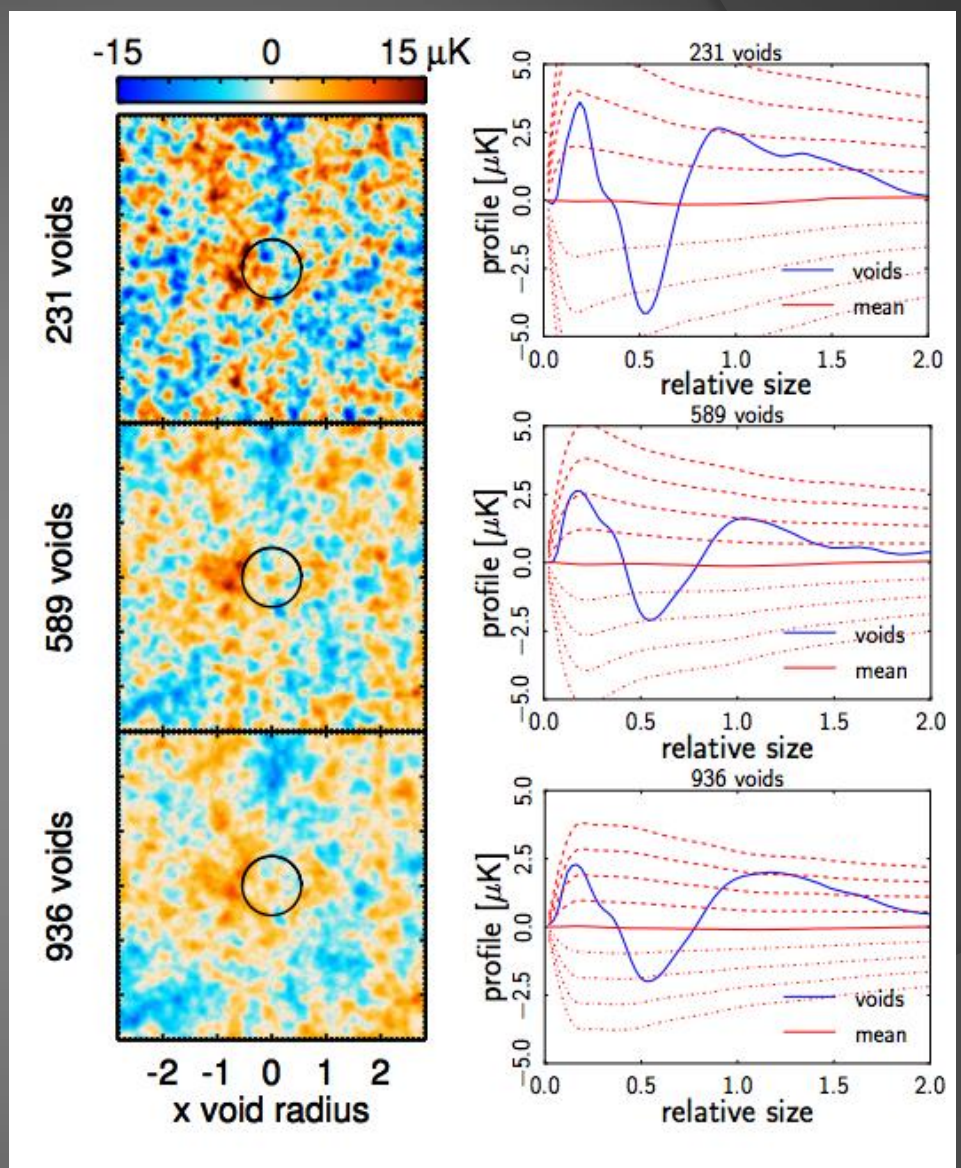 -15 0 15 μK
231 voids
589 voids
936 voids
-2 -1 0 1 2
x void radius
231 voids
5.0
2.5
0.0
−2.5
−5.0
profile [μK]
voids
mean
0.0 0.5 1.0 1.5 2.0
relative size
589 voids
5.0
2.5
0.0
−2.5
−5.0
profile [μK]
voids
mean
0.0 0.5 1.0 1.5 2.0
relative size
936 voids
5.0
2.5
0.0
−2.5
−5.0
profile [μK]
voids
mean
0.0 0.5 1.0 1.5 2.0
relative size